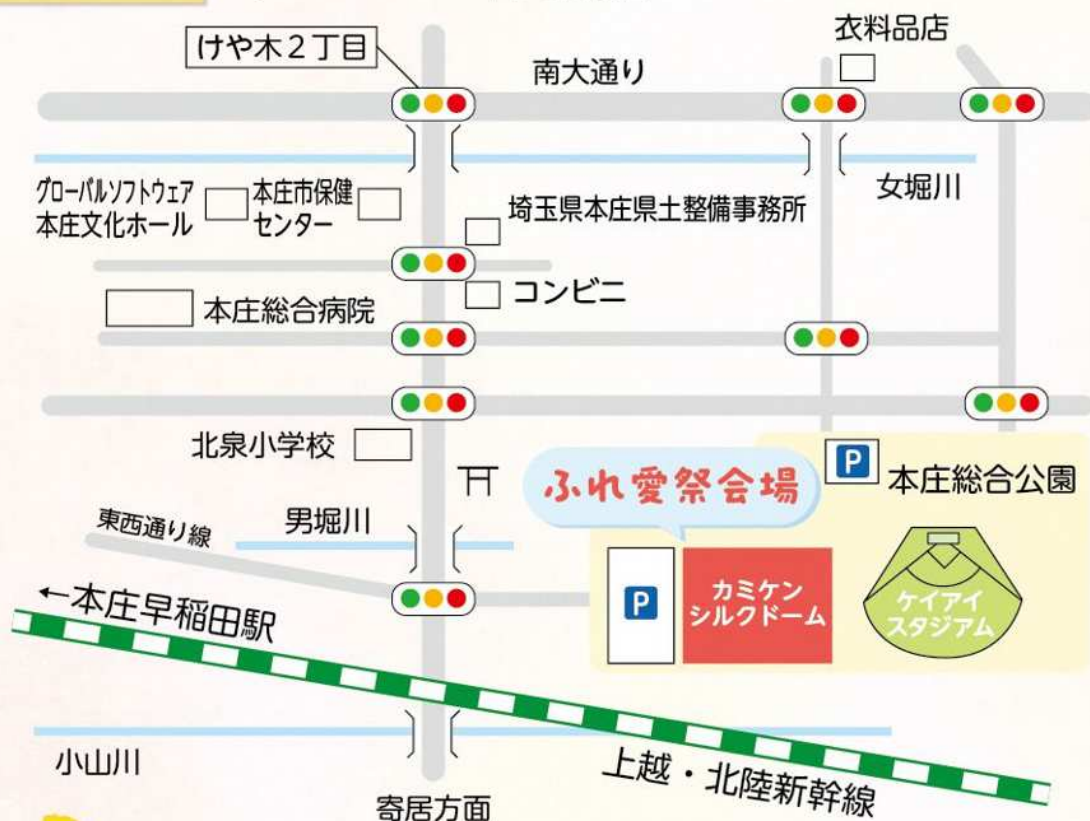 衣料品店
けや木2丁目
南大通り
女堀川
グローバルソフトウェア
本庄文化ホール
本庄市保健
センター
埼玉県本庄県土整備事務所
コンビニ
本庄総合病院
北泉小学校
ふれ愛祭会場
P
本庄総合公園
男堀川
東西通り線
P
カミケン
シルクドーム
ケイアイ
スタジアム
←本庄早稲田駅
小山川
上越・北陸新幹線
寄居方面